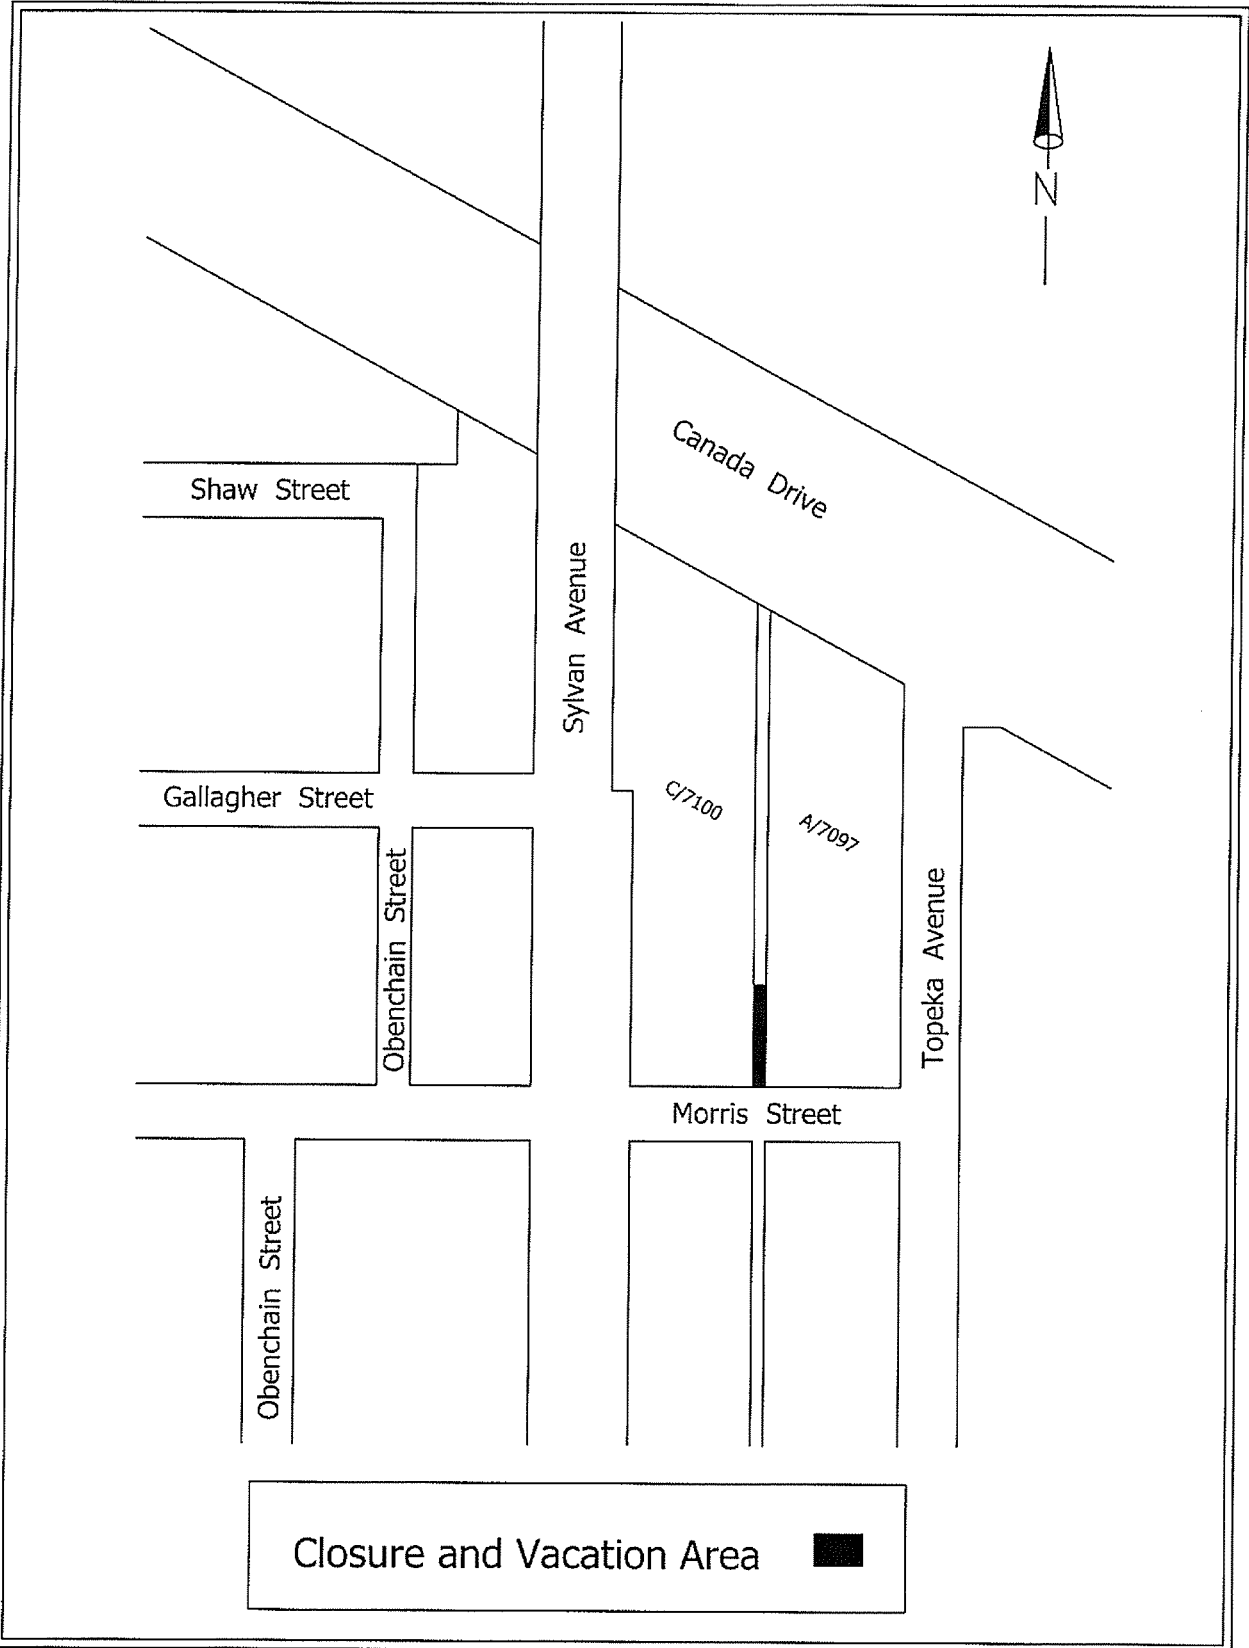 N
Canada Drive
Shaw Street
Sylvan Avenue
Gallagher Street
C/7100
A/7097
Obenchain Street
Topeka Avenue
Morris Street
Obenchain Street
Closure and Vacation Area